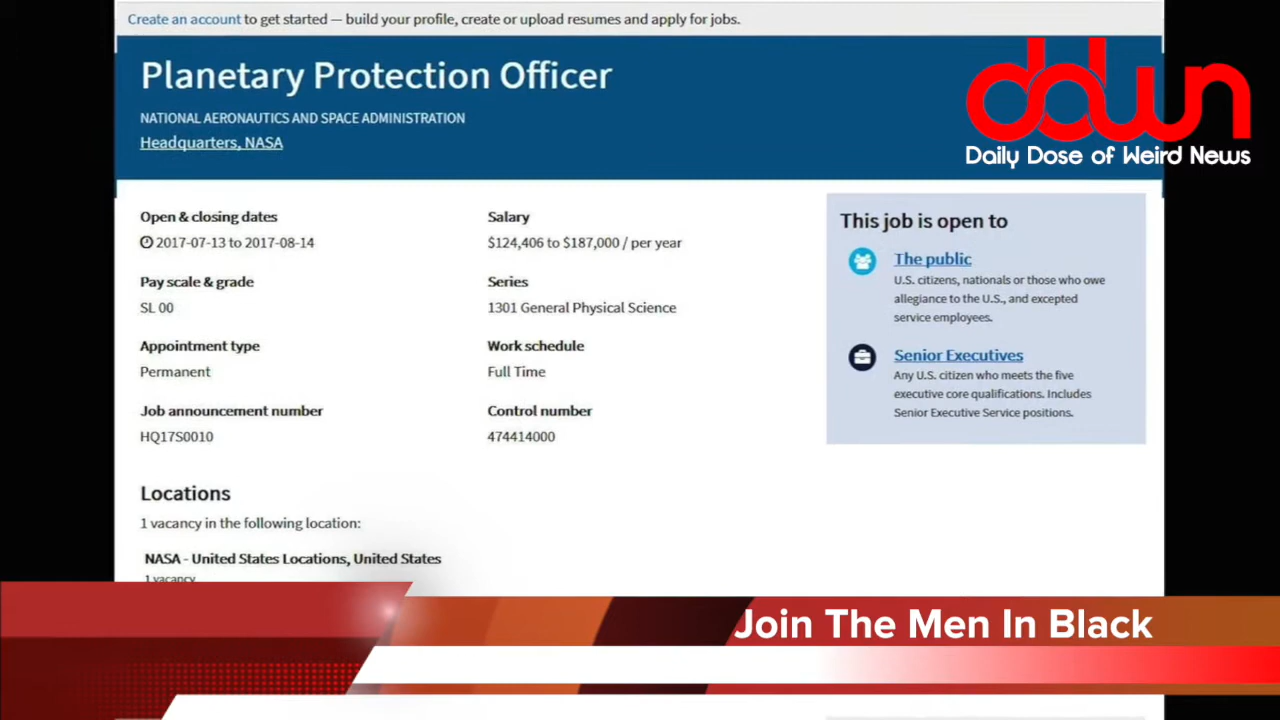 Create an account to get started — build your profile, create or upload resumes and apply for jobs.
Planetary Protection Officer
NATIONAL AERONAUTICS AND SPACE ADMINISTRATION
Headquarters, NASA
down
Daily Dose of Weird News
Open & closing dates
2017-07-13 to 2017-08-14
Salary
$124,406 to $187,000 / per year
Pay scale & grade
SL 00
Series
1301 General Physical Science
Appointment type
Permanent
Work schedule
Full Time
Job announcement number
HQ17S0010
Control number
474414000
This job is open to
The public
U.S. citizens, nationals or those who owe
allegiance to the U.S., and excepted
service employees.
Senior Executives
Any U.S. citizen who meets the five
executive core qualifications. Includes
Senior Executive Service positions.
Locations
1 vacancy in the following location:
NASA - United States Locations, United States
1 vacancy
Join The Men In Black